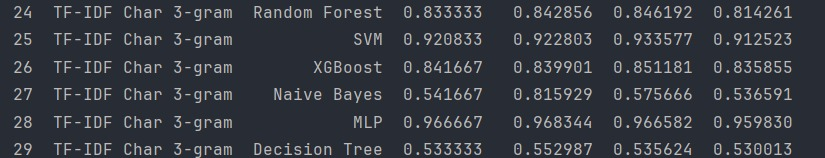 24 TF-IDF Char 3-gram Random Forest 0.833333 0.842856 0.846192 0.814261
25 TF-IDF Char 3-gram SVM 0.920833 0.922803 0.933577 0.912523
26 TF-IDF Char 3-gram XGBoost 0.841667 0.839901 0.851181 0.835855
27 TF-IDF Char 3-gram Naive Bayes 0.541667 0.815929 0.575666 0.536591
28 TF-IDF Char 3-gram MLP 0.966667 0.968344 0.966582 0.959830
29 TF-IDF Char 3-gram Decision Tree 0.533333 0.552987 0.535624 0.530013